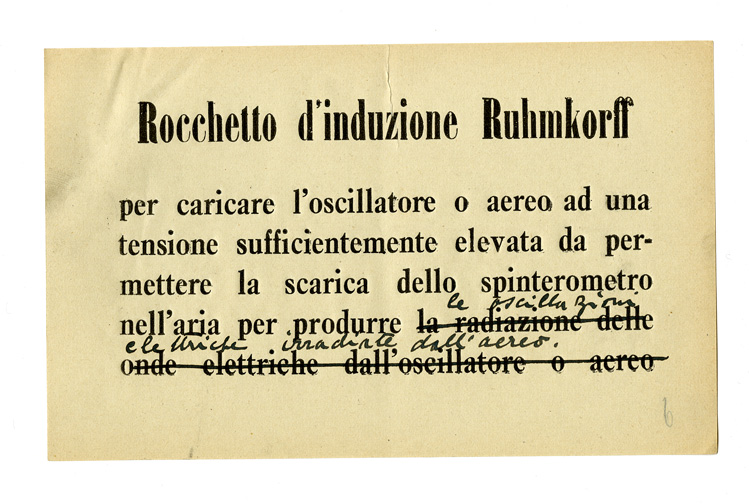 Rocchetto d'induzione Ruhmkorff
per caricare l'oscillatore o aereo ad una
tensione sufficientemente elevata da per-
mettere la scarica dello spinterometro
le oscillazioni
nell'aria per produrre la radiazione delle
elettriche irradiate dall'aereo.
onde elettriche dall'oscillatore o aereo
6